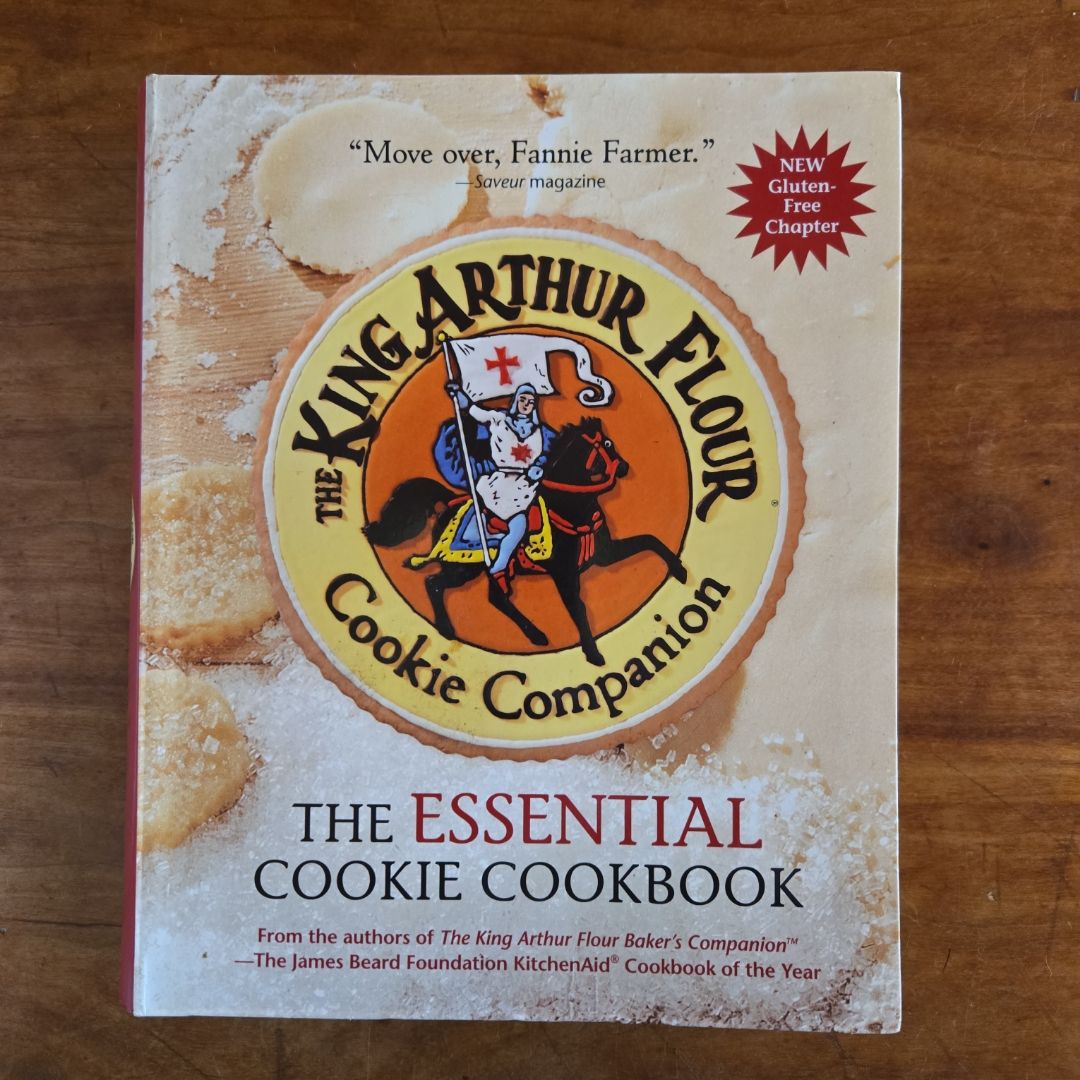 “Move over, Fannie Farmer.”
—Saveur magazine
NEW
Gluten-
Free
Chapter
THE KING ARTHUR FLOUR
®
Cookie Companion
THE ESSENTIAL
COOKIE COOKBOOK
From the authors of The King Arthur Flour Baker's Companion™
—The James Beard Foundation KitchenAid® Cookbook of the Year